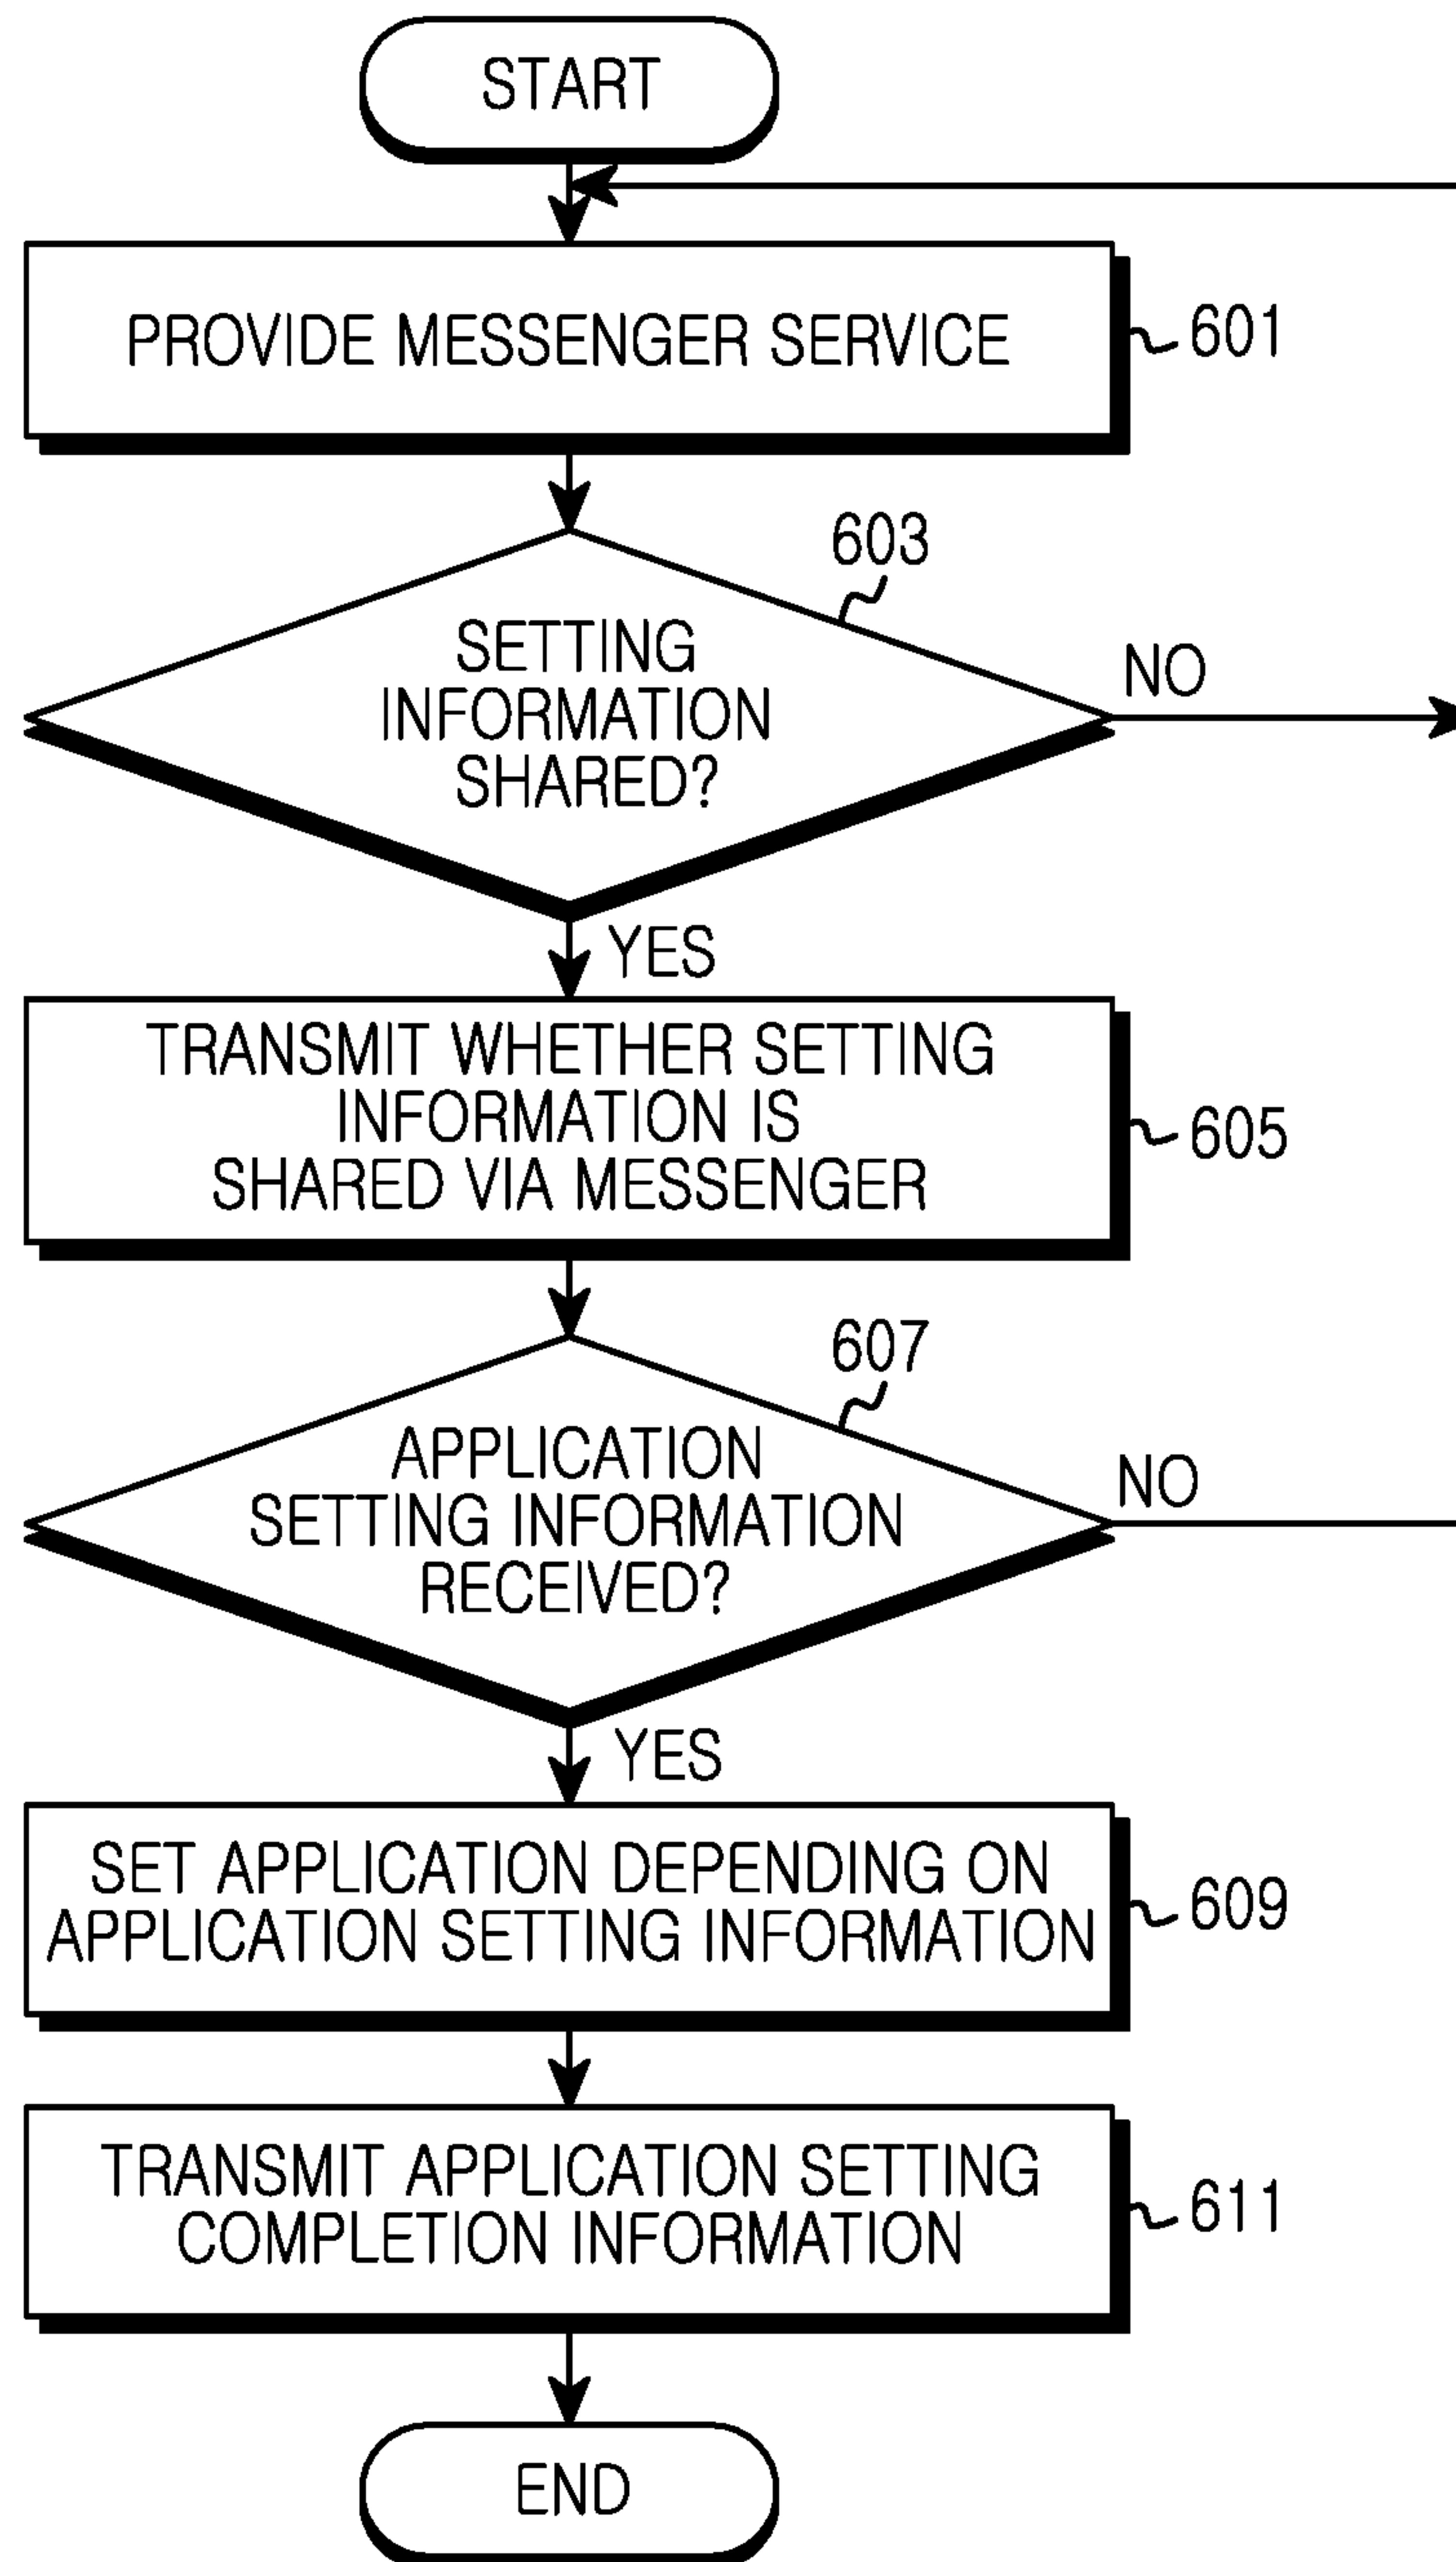 START
PROVIDE MESSENGER SERVICE
601
603
SETTING
INFORMATION
SHARED?
NO
YES
TRANSMIT WHETHER SETTING
INFORMATION IS
SHARED VIA MESSENGER
605
607
APPLICATION
SETTING INFORMATION
RECEIVED?
NO
YES
SET APPLICATION DEPENDING ON
APPLICATION SETTING INFORMATION
609
TRANSMIT APPLICATION SETTING
COMPLETION INFORMATION
611
END